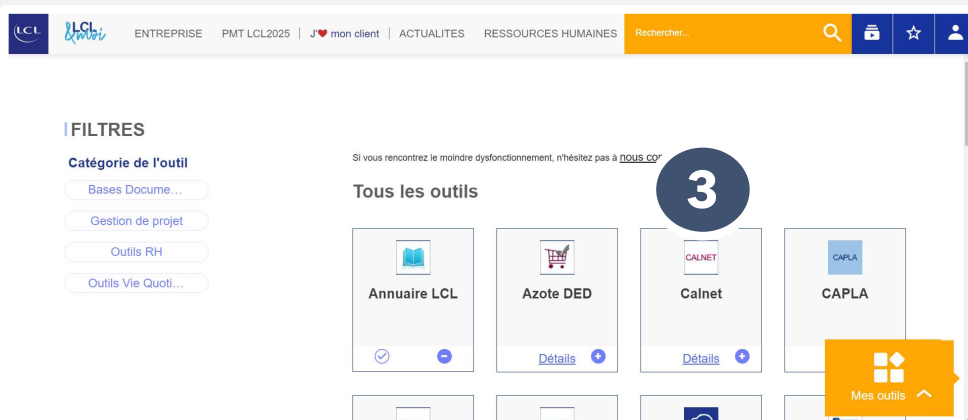 LCL
LCL & moi
ENTREPRISE
PMT LCL2025
J'❤ mon client
ACTUALITES
RESSOURCES HUMAINES
Rechercher...
FILTRES
Catégorie de l'outil
Bases Docume...
Gestion de projet
Outils RH
Outils Vie Quoti...
Si vous rencontrez le moindre dysfonctionnement, n'hésitez pas à nous
3
Tous les outils
CALNET
CAPLA
Annuaire LCL
Azote DED
Calnet
CAPLA
Détails
Détails
Mes outils